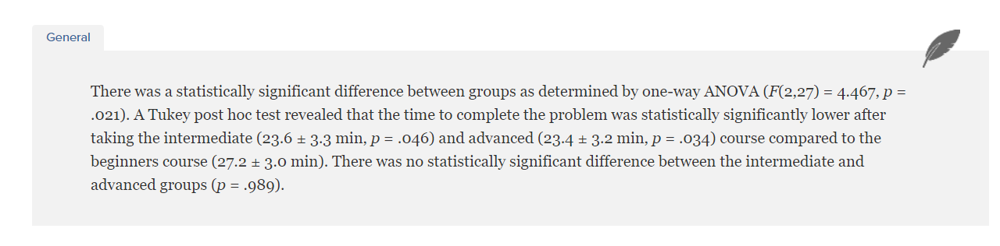 General
There was a statistically significant difference between groups as determined by one-way ANOVA (F(2,27) = 4.467, p =
.021). A Tukey post hoc test revealed that the time to complete the problem was statistically significantly lower after
taking the intermediate (23.6 ± 3.3 min, p = .046) and advanced (23.4 ± 3.2 min, p = .034) course compared to the
beginners course (27.2 ± 3.0 min). There was no statistically significant difference between the intermediate and
advanced groups (p = .989).